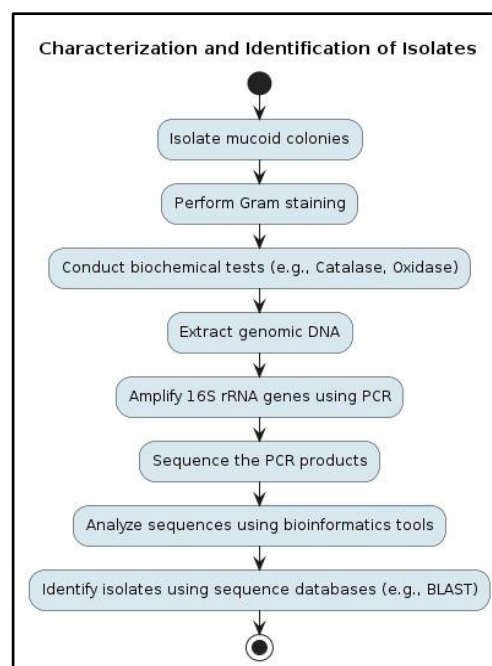 Characterization and Identification of Isolates
Isolate mucoid colonies
Perform Gram staining
Conduct biochemical tests (e.g., Catalase, Oxidase)
Extract genomic DNA
Amplify 16S rRNA genes using PCR
Sequence the PCR products
Analyze sequences using bioinformatics tools
Identify isolates using sequence databases (e.g., BLAST)